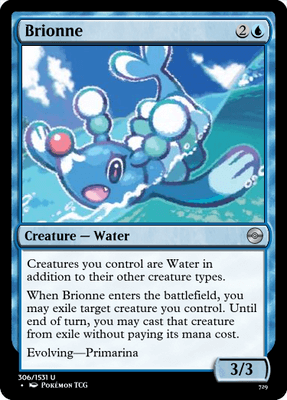 Brionne 2
Creature — Water
Creatures you control are Water in
addition to their other creature types.
When Brionne enters the battlefield, you
may exile target creature you control. Until
end of turn, you may cast that creature
from exile without paying its mana cost.
Evolving—Primarina
3/3
306/1531 U
• POKÉMON TCG